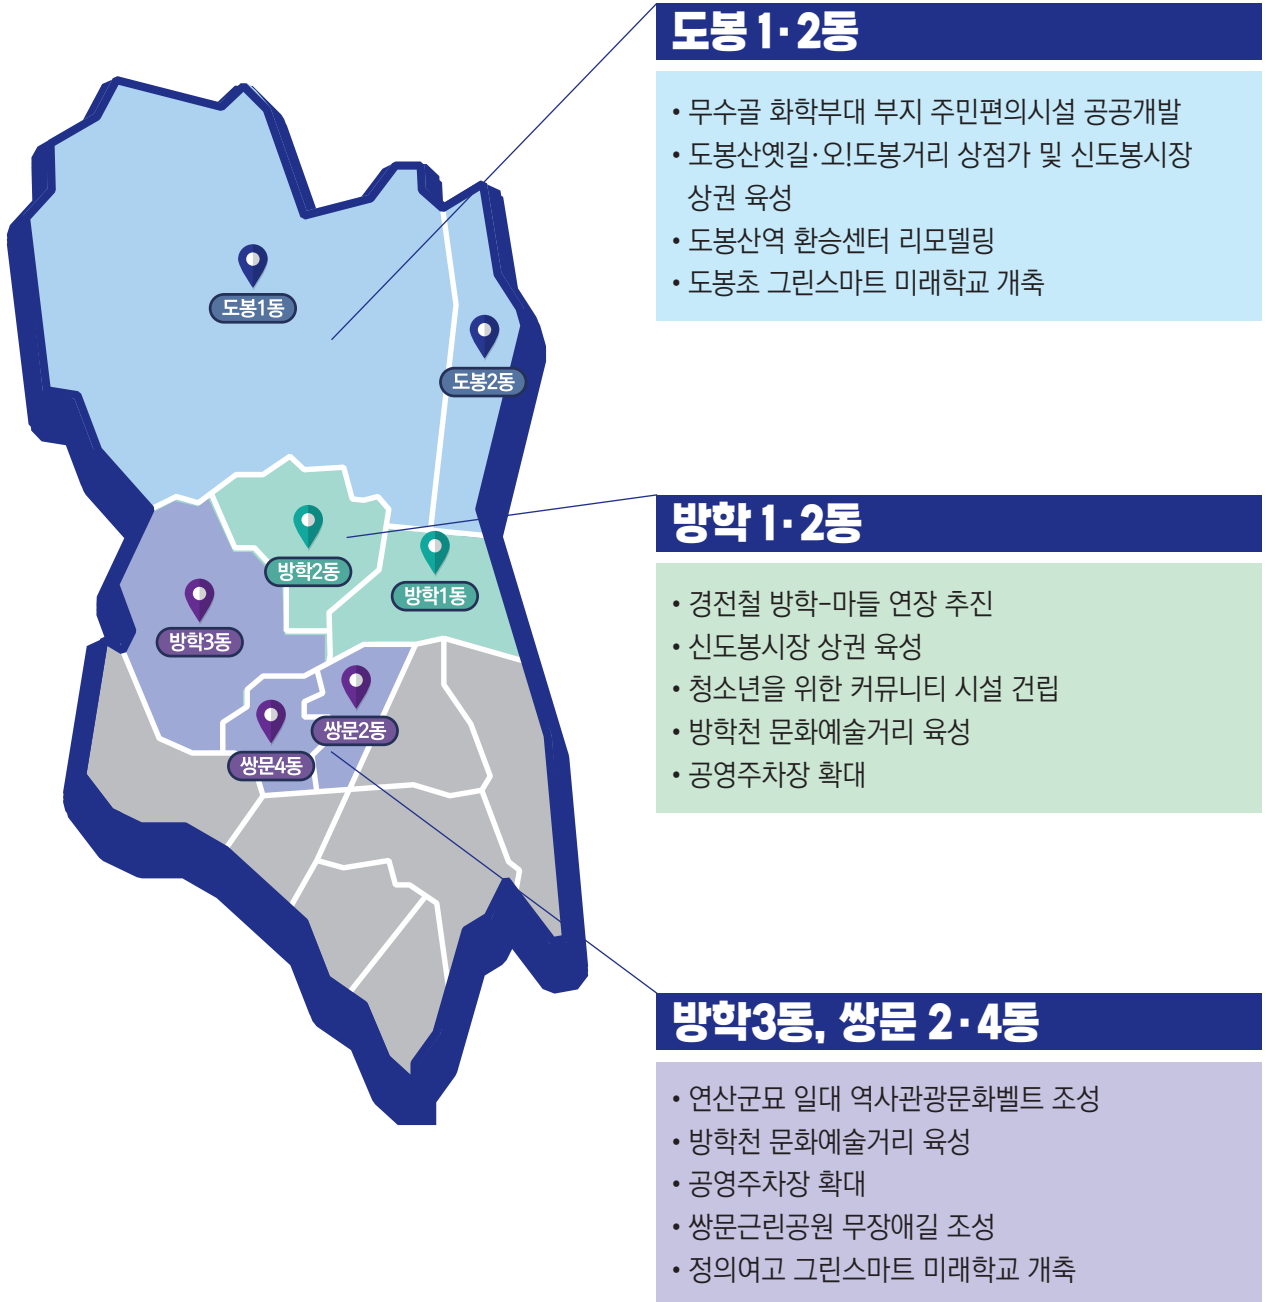 도봉 1·2동
• 무수골 화학부대 부지 주민편의시설 공공개발
• 도봉산옛길·오!도봉거리 상점가 및 신도봉시장
상권 육성
• 도봉산역 환승센터 리모델링
• 도봉초 그린스마트 미래학교 개축
도봉1동
도봉2동
방학 1·2동
• 경전철 방학-마들 연장 추진
• 신도봉시장 상권 육성
• 청소년을 위한 커뮤니티 시설 건립
• 방학천 문화예술거리 육성
• 공영주차장 확대
방학2동
방학1동
방학3동
쌍문2동
쌍문4동
방학3동, 쌍문 2·4동
• 연산군묘 일대 역사관광문화벨트 조성
• 방학천 문화예술거리 육성
• 공영주차장 확대
• 쌍문근린공원 무장애길 조성
• 정의여고 그린스마트 미래학교 개축